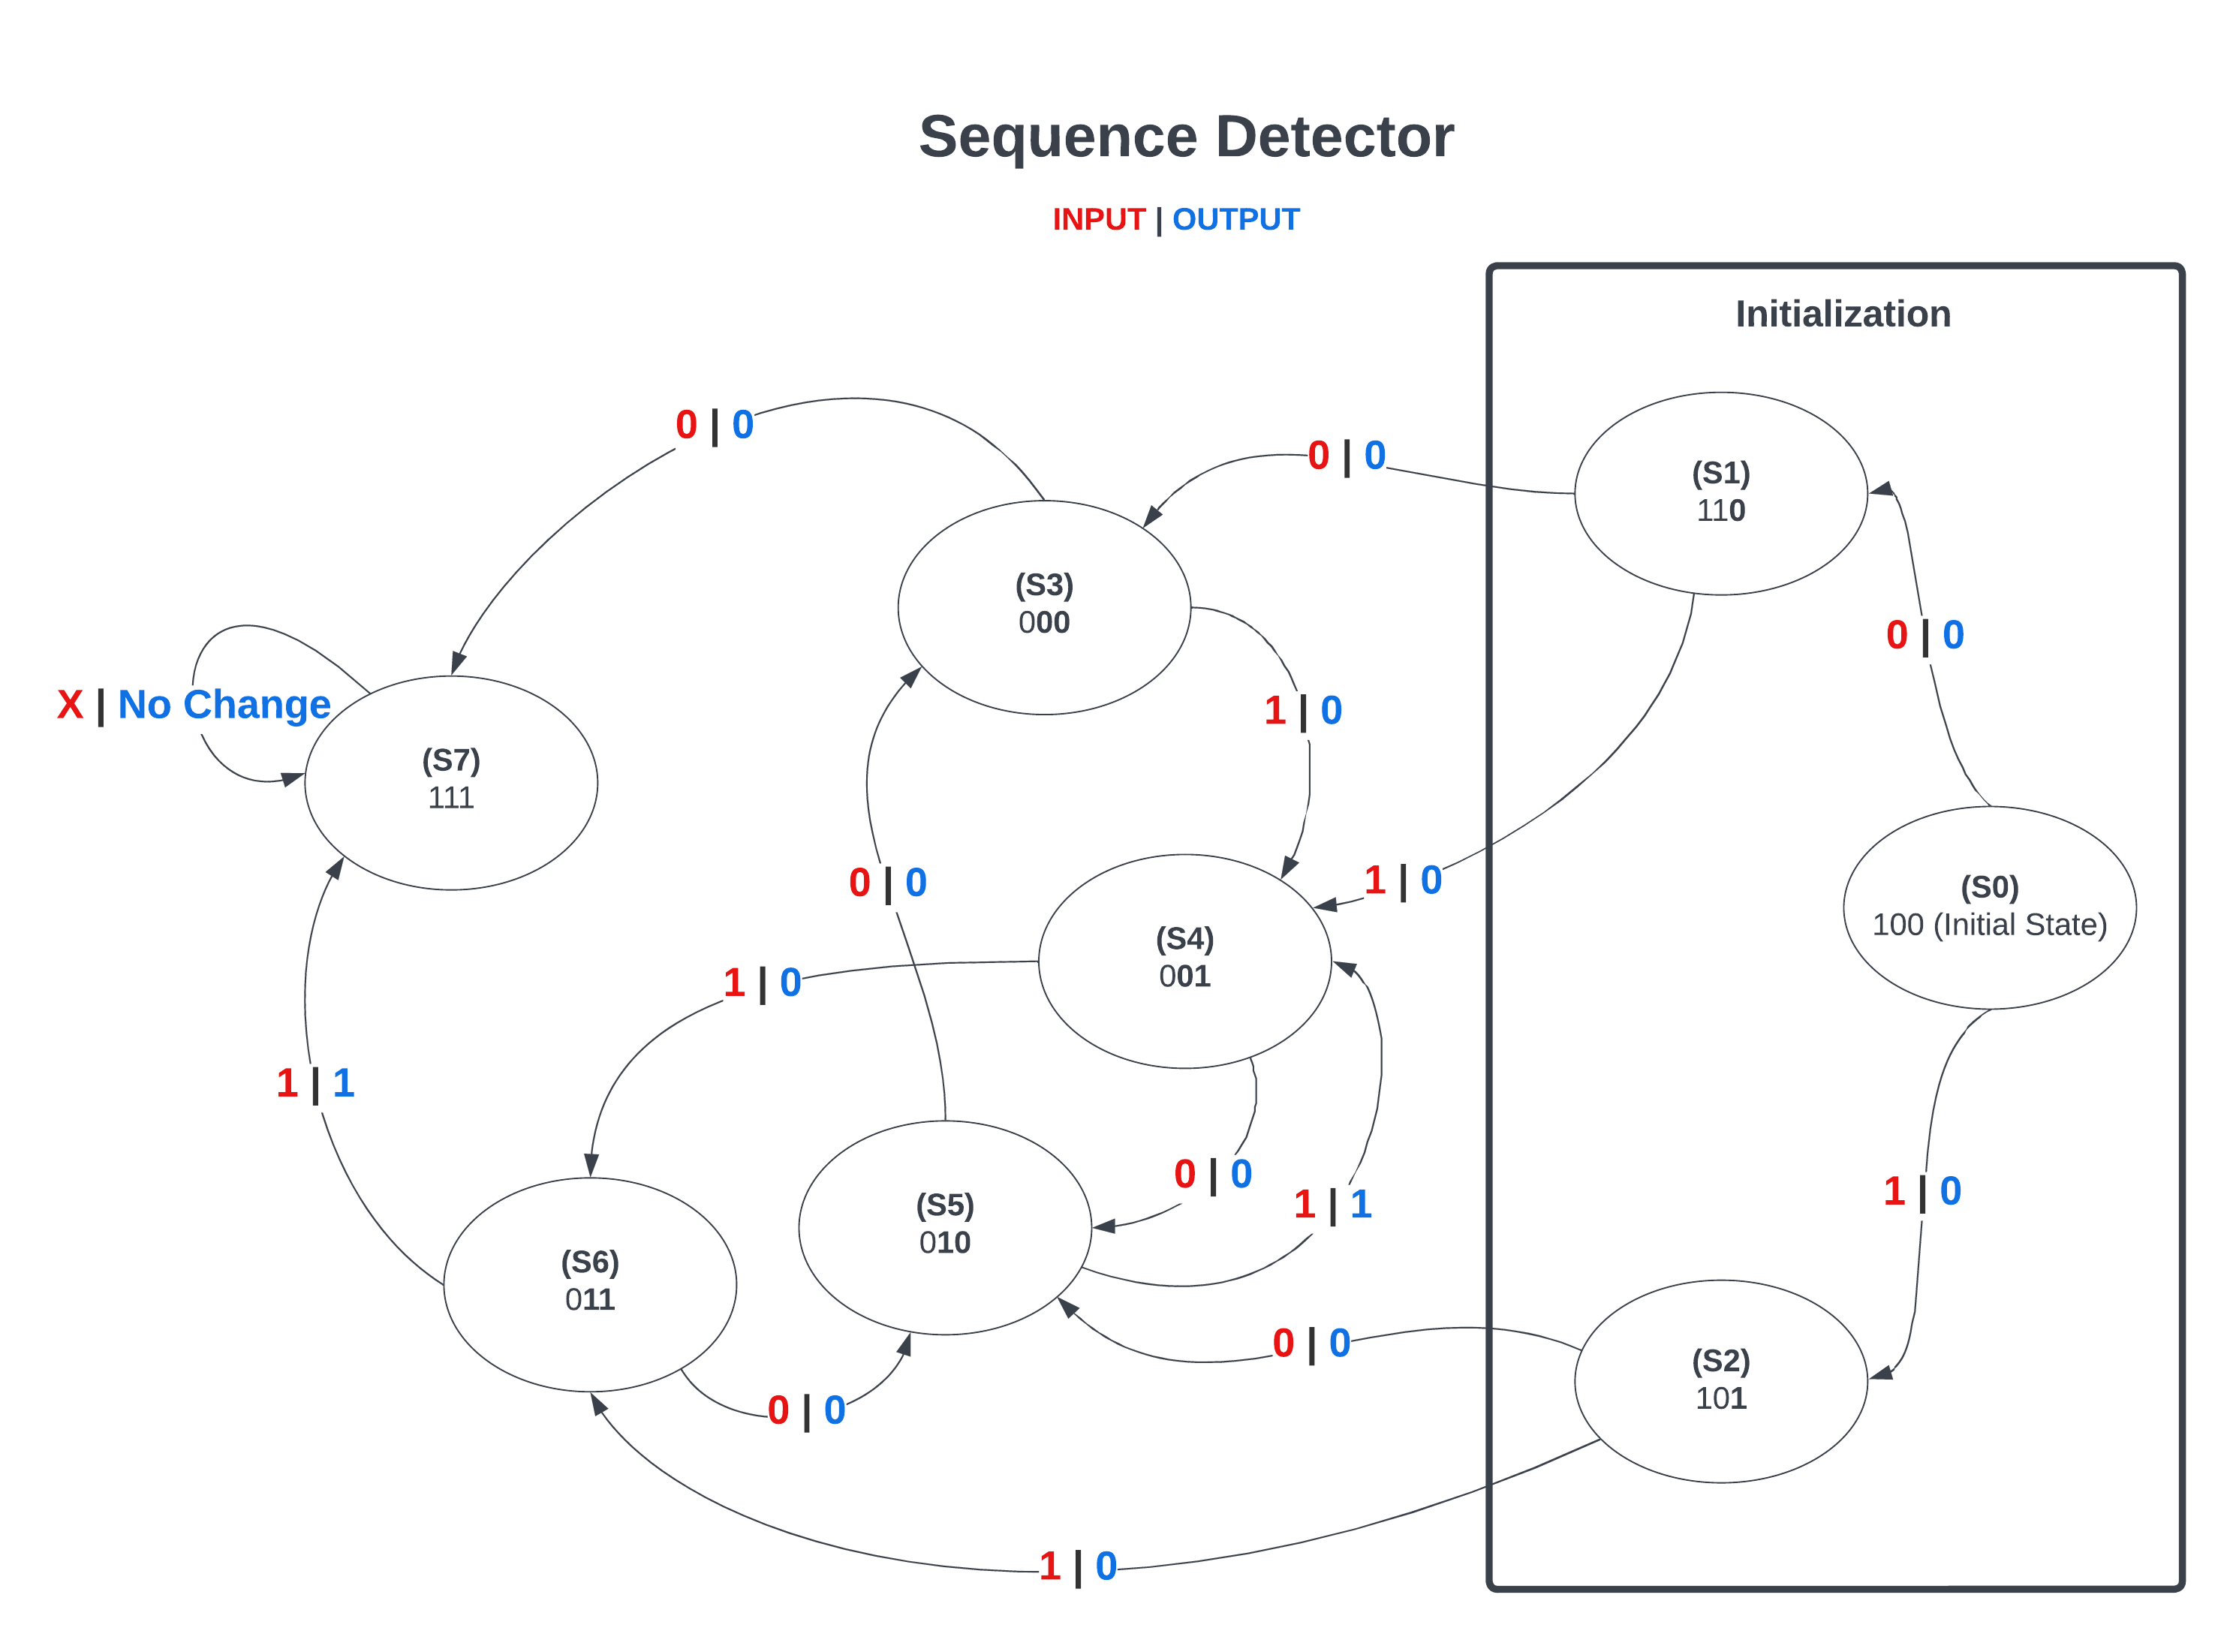 Sequence Detector
INPUT | OUTPUT
Initialization
0 | 0
0 | 0
(S1)
110
(S3)
000
0 | 0
X | No Change
1 | 0
(S7)
111
0 | 0
1 | 0
(S0)
100 (Initial State)
(S4)
001
1 | 0
1 | 1
0 | 0
1 | 1
1 | 0
(S5)
010
(S6)
011
0 | 0
(S2)
101
0 | 0
1 | 0